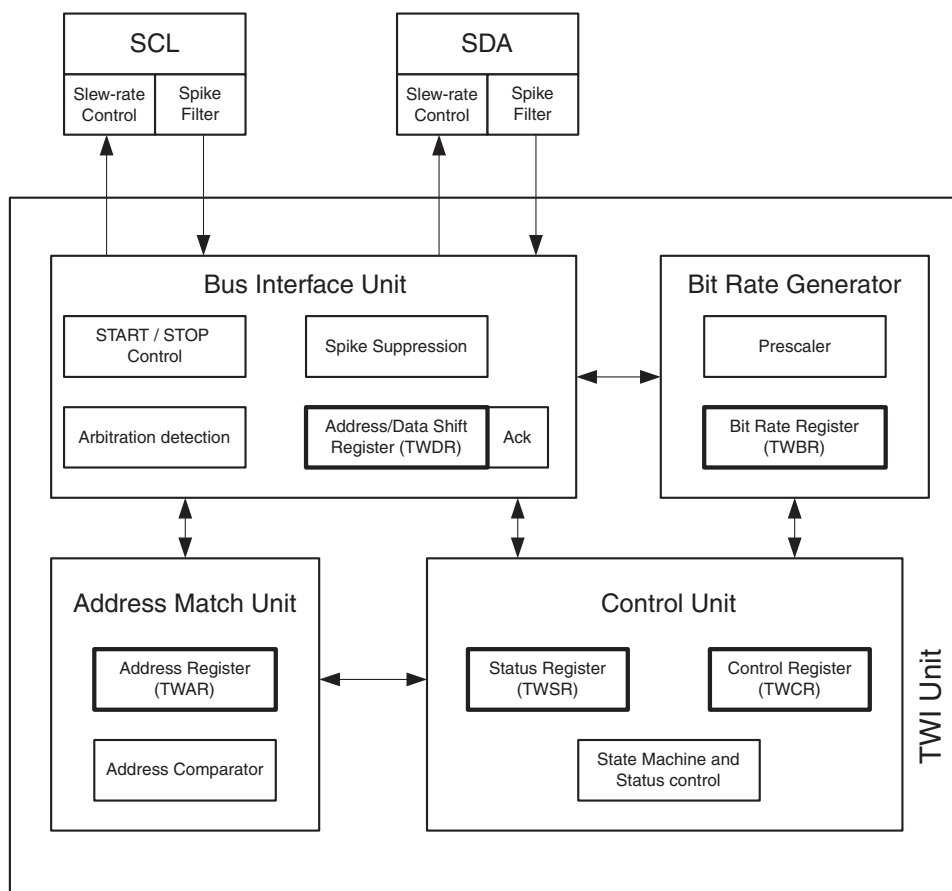 SCL
Slew-rate
Control
Spike
Filter
SDA
Slew-rate
Control
Spike
Filter
Bus Interface Unit
START / STOP
Control
Spike Suppression
Arbitration detection
Address/Data Shift
Register (TWDR)
Ack
Bit Rate Generator
Prescaler
Bit Rate Register
(TWBR)
Address Match Unit
Address Register
(TWAR)
Address Comparator
Control Unit
Status Register
(TWSR)
Control Register
(TWCR)
State Machine and
Status control
TWI Unit